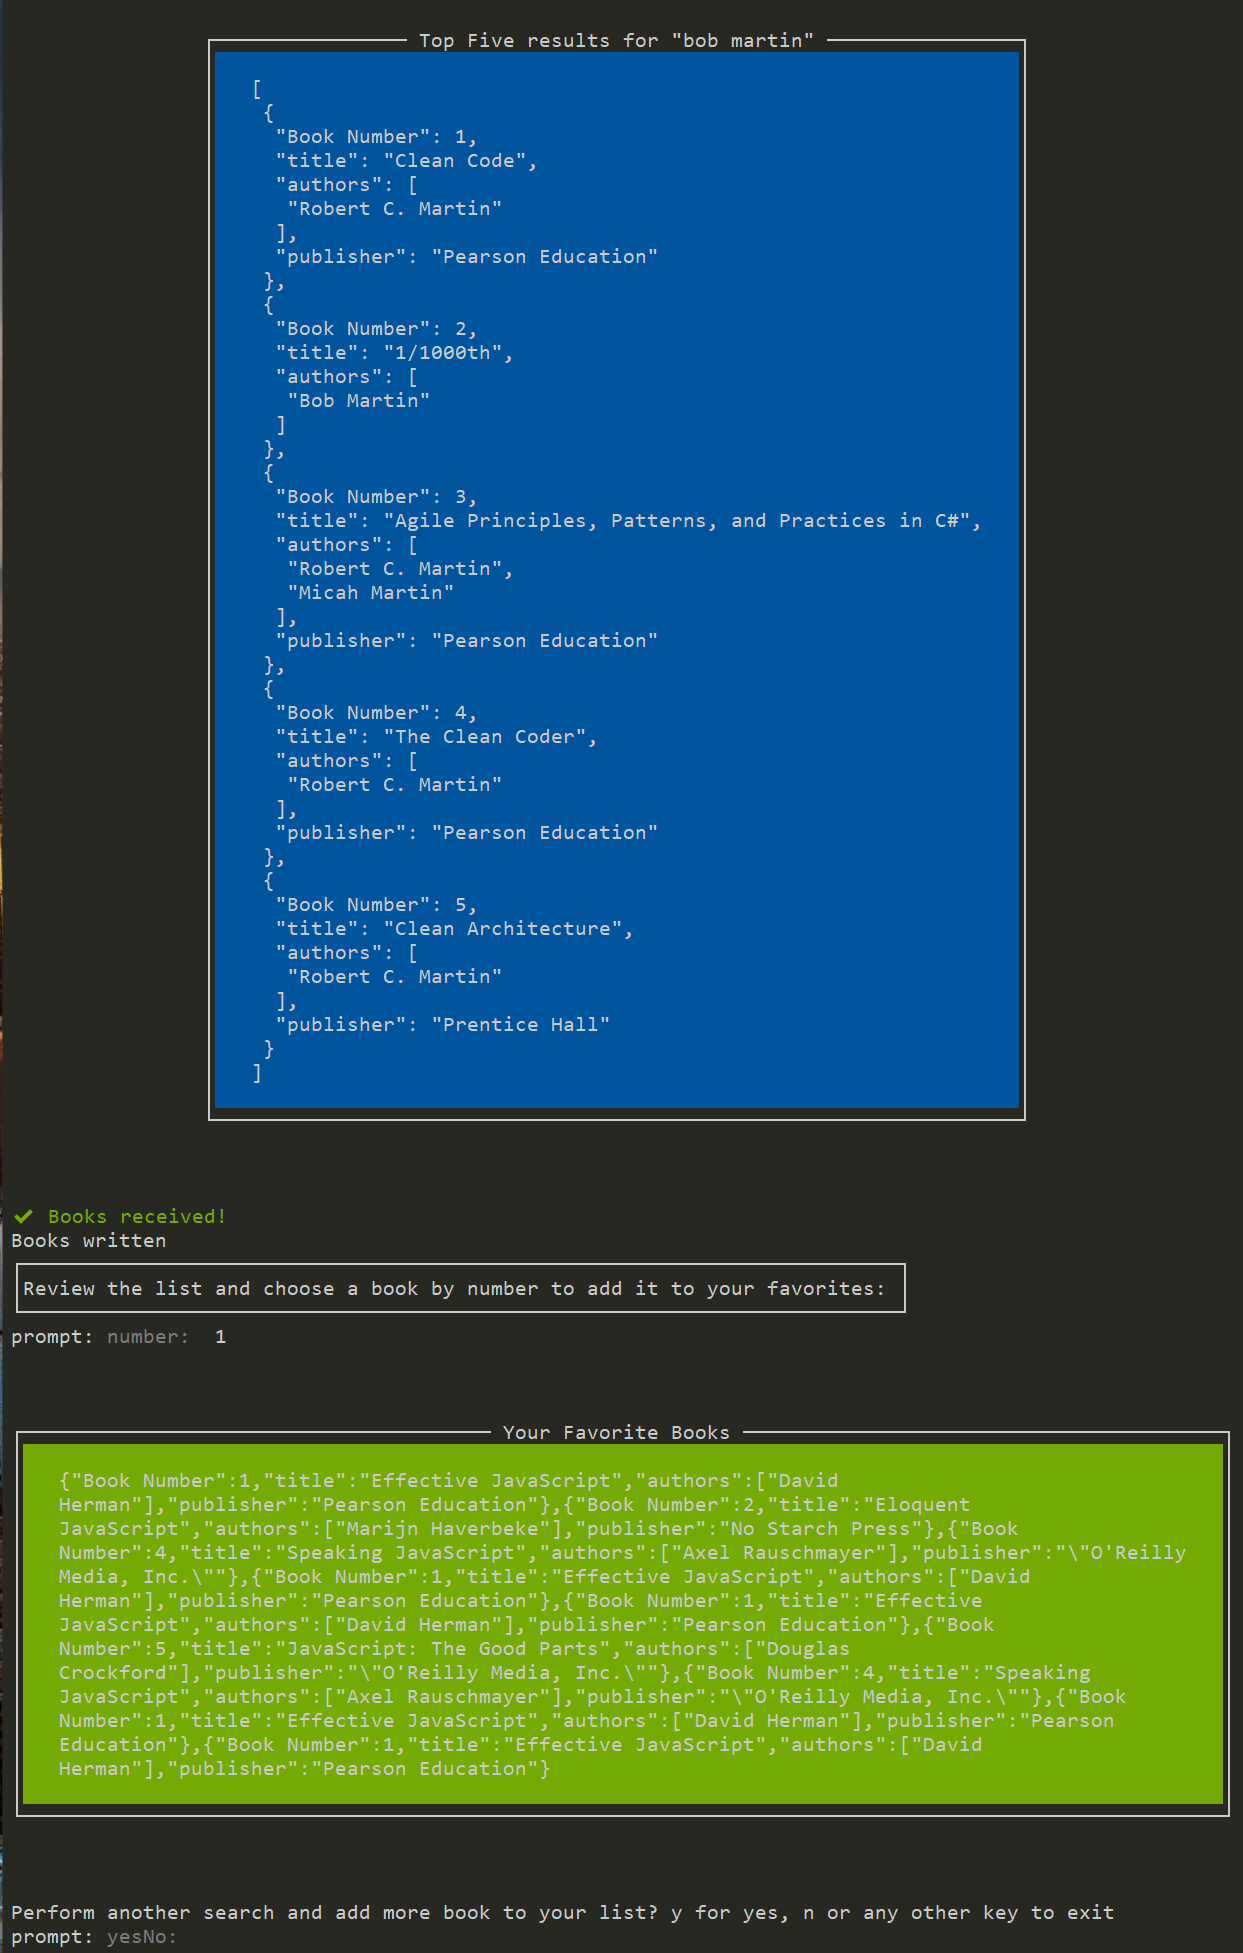 Top Five results for "bob martin"
[
{
"Book Number": 1,
"title": "Clean Code",
"authors": [
"Robert C. Martin"
],
"publisher": "Pearson Education"
},
{
"Book Number": 2,
"title": "1/1000th",
"authors": [
"Bob Martin"
]
},
{
"Book Number": 3,
"title": "Agile Principles, Patterns, and Practices in C#",
"authors": [
"Robert C. Martin",
"Micah Martin"
],
"publisher": "Pearson Education"
},
{
"Book Number": 4,
"title": "The Clean Coder",
"authors": [
"Robert C. Martin"
],
"publisher": "Pearson Education"
},
{
"Book Number": 5,
"title": "Clean Architecture",
"authors": [
"Robert C. Martin"
],
"publisher": "Prentice Hall"
}
]
✔ Books received!
Books written
Review the list and choose a book by number to add it to your favorites:
prompt: number:  1
Your Favorite Books
{"Book Number":1,"title":"Effective JavaScript","authors":["David
Herman"],"publisher":"Pearson Education"},{"Book Number":2,"title":"Eloquent
JavaScript","authors":["Marijn Haverbeke"],"publisher":"No Starch Press"},{"Book
Number":4,"title":"Speaking JavaScript","authors":["Axel Rauschmayer"],"publisher":"\"O'Reilly
Media, Inc.\""},{"Book Number":1,"title":"Effective JavaScript","authors":["David
Herman"],"publisher":"Pearson Education"},{"Book Number":1,"title":"Effective
JavaScript","authors":["David Herman"],"publisher":"Pearson Education"},{"Book
Number":5,"title":"JavaScript: The Good Parts","authors":["Douglas
Crockford"],"publisher":"\"O'Reilly Media, Inc.\""},{"Book Number":4,"title":"Speaking
JavaScript","authors":["Axel Rauschmayer"],"publisher":"\"O'Reilly Media, Inc.\""},{"Book
Number":1,"title":"Effective JavaScript","authors":["David Herman"],"publisher":"Pearson
Education"},{"Book Number":1,"title":"Effective JavaScript","authors":["David
Herman"],"publisher":"Pearson Education"}
Perform another search and add more book to your list? y for yes, n or any other key to exit
prompt: yesNo: